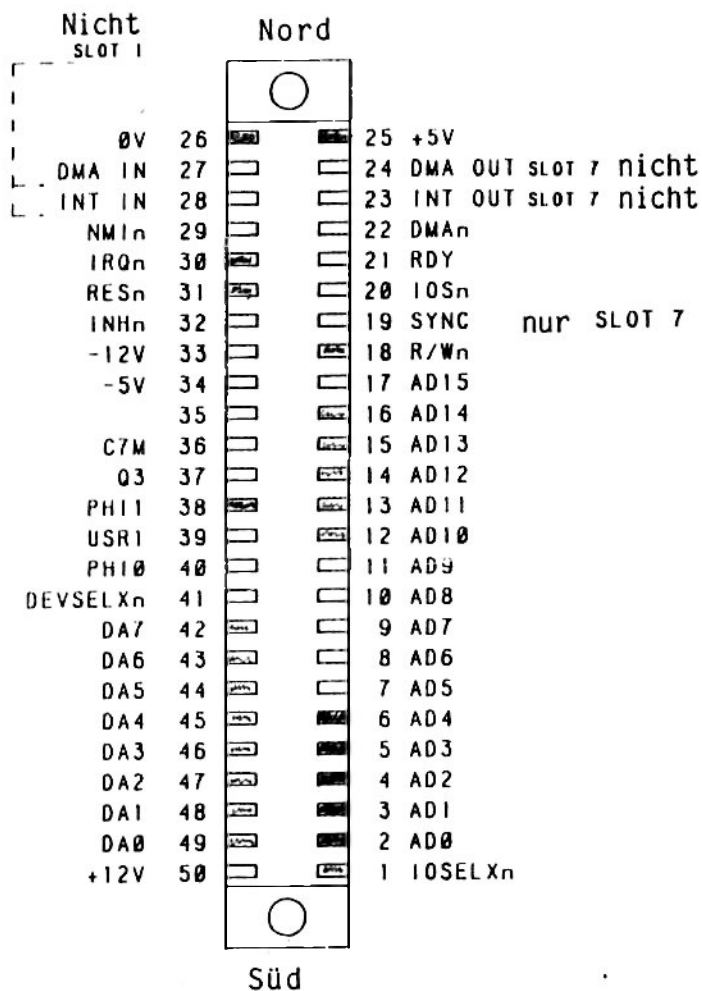 Nicht
SLOT 1
Nord
ØV 26 25 +5V
DMA IN 27 24 DMA OUT SLOT 7 nicht
INT IN 28 23 INT OUT SLOT 7 nicht
NMIn 29 22 DMAn
IRQn 30 21 RDY
RESn 31 20 IOSn
INHn 32 19 SYNC nur SLOT 7
-12V 33 18 R/Wn
-5V 34 17 AD15
35 16 AD14
C7M 36 15 AD13
Q3 37 14 AD12
PHI1 38 13 AD11
USR1 39 12 AD10
PHIØ 40 11 AD9
DEVSELXn 41 10 AD8
DA7 42 9 AD7
DA6 43 8 AD6
DA5 44 7 AD5
DA4 45 6 AD4
DA3 46 5 AD3
DA2 47 4 AD2
DA1 48 3 AD1
DAØ 49 2 ADØ
+12V 50 1 IOSELXn
Süd